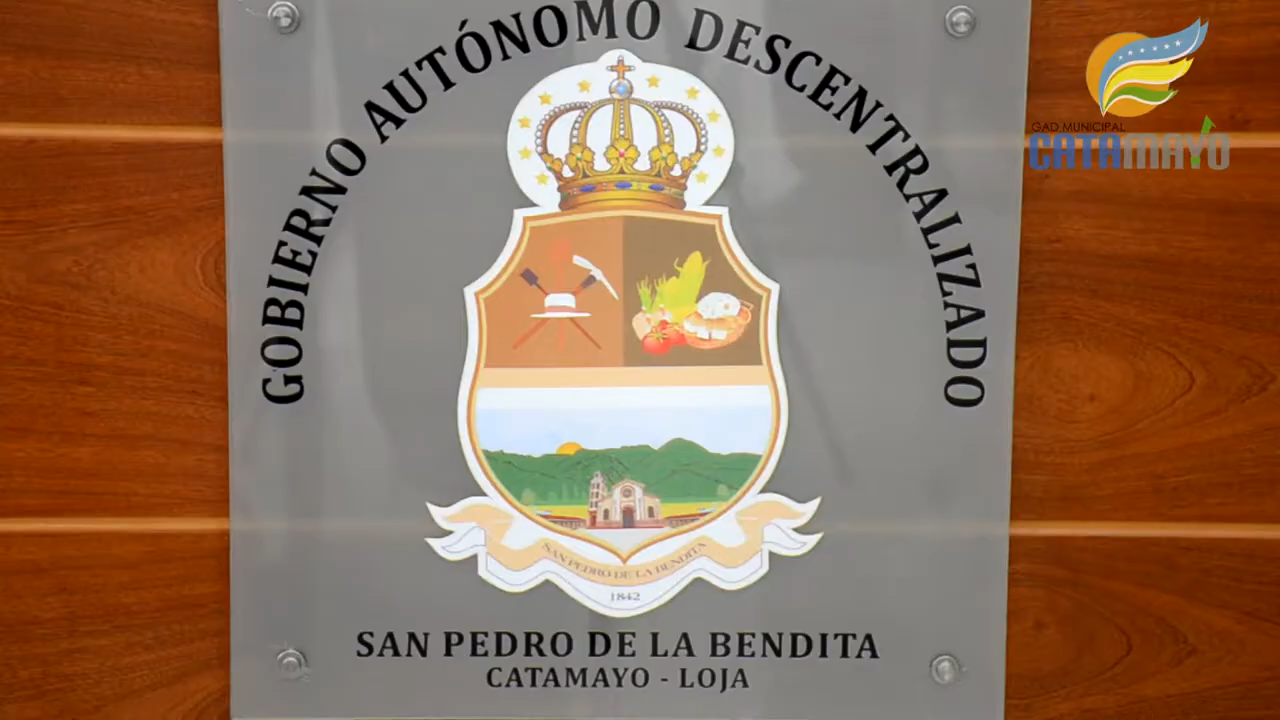 GOBIERNO AUTÓNOMO DESCENTRALIZADO
GAD MUNICIPAL
CATAMAYO
SAN PEDRO DE LA BENDITA
1842
SAN PEDRO DE LA BENDITA
CATAMAYO - LOJA